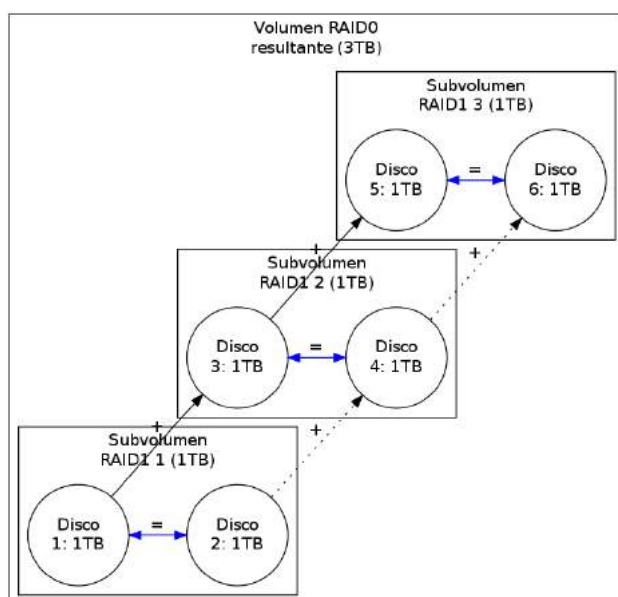 Volumen RAID0
resultante (3TB)
Subvolumen
RAID1 3 (1TB)
Disco
5: 1TB
=
Disco
6: 1TB
+
+
Subvolumen
RAID1 2 (1TB)
Disco
3: 1TB
=
Disco
4: 1TB
+
+
Subvolumen
RAID1 1 (1TB)
Disco
1: 1TB
=
Disco
2: 1TB